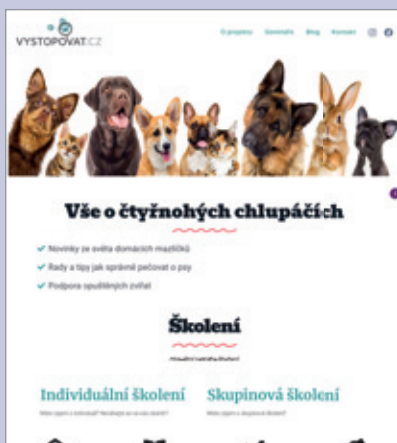 VYSTOPOVAT.CZ
O projektu Semináře Blog Kontakt
Vše o čtyřnohých chlupáčích
Novinky ze světa domácích mazlíčků
Rady a tipy jak správně pečovat o psy
Podpora opuštěných zvířat
Školení
Individuální školení Skupinová školení